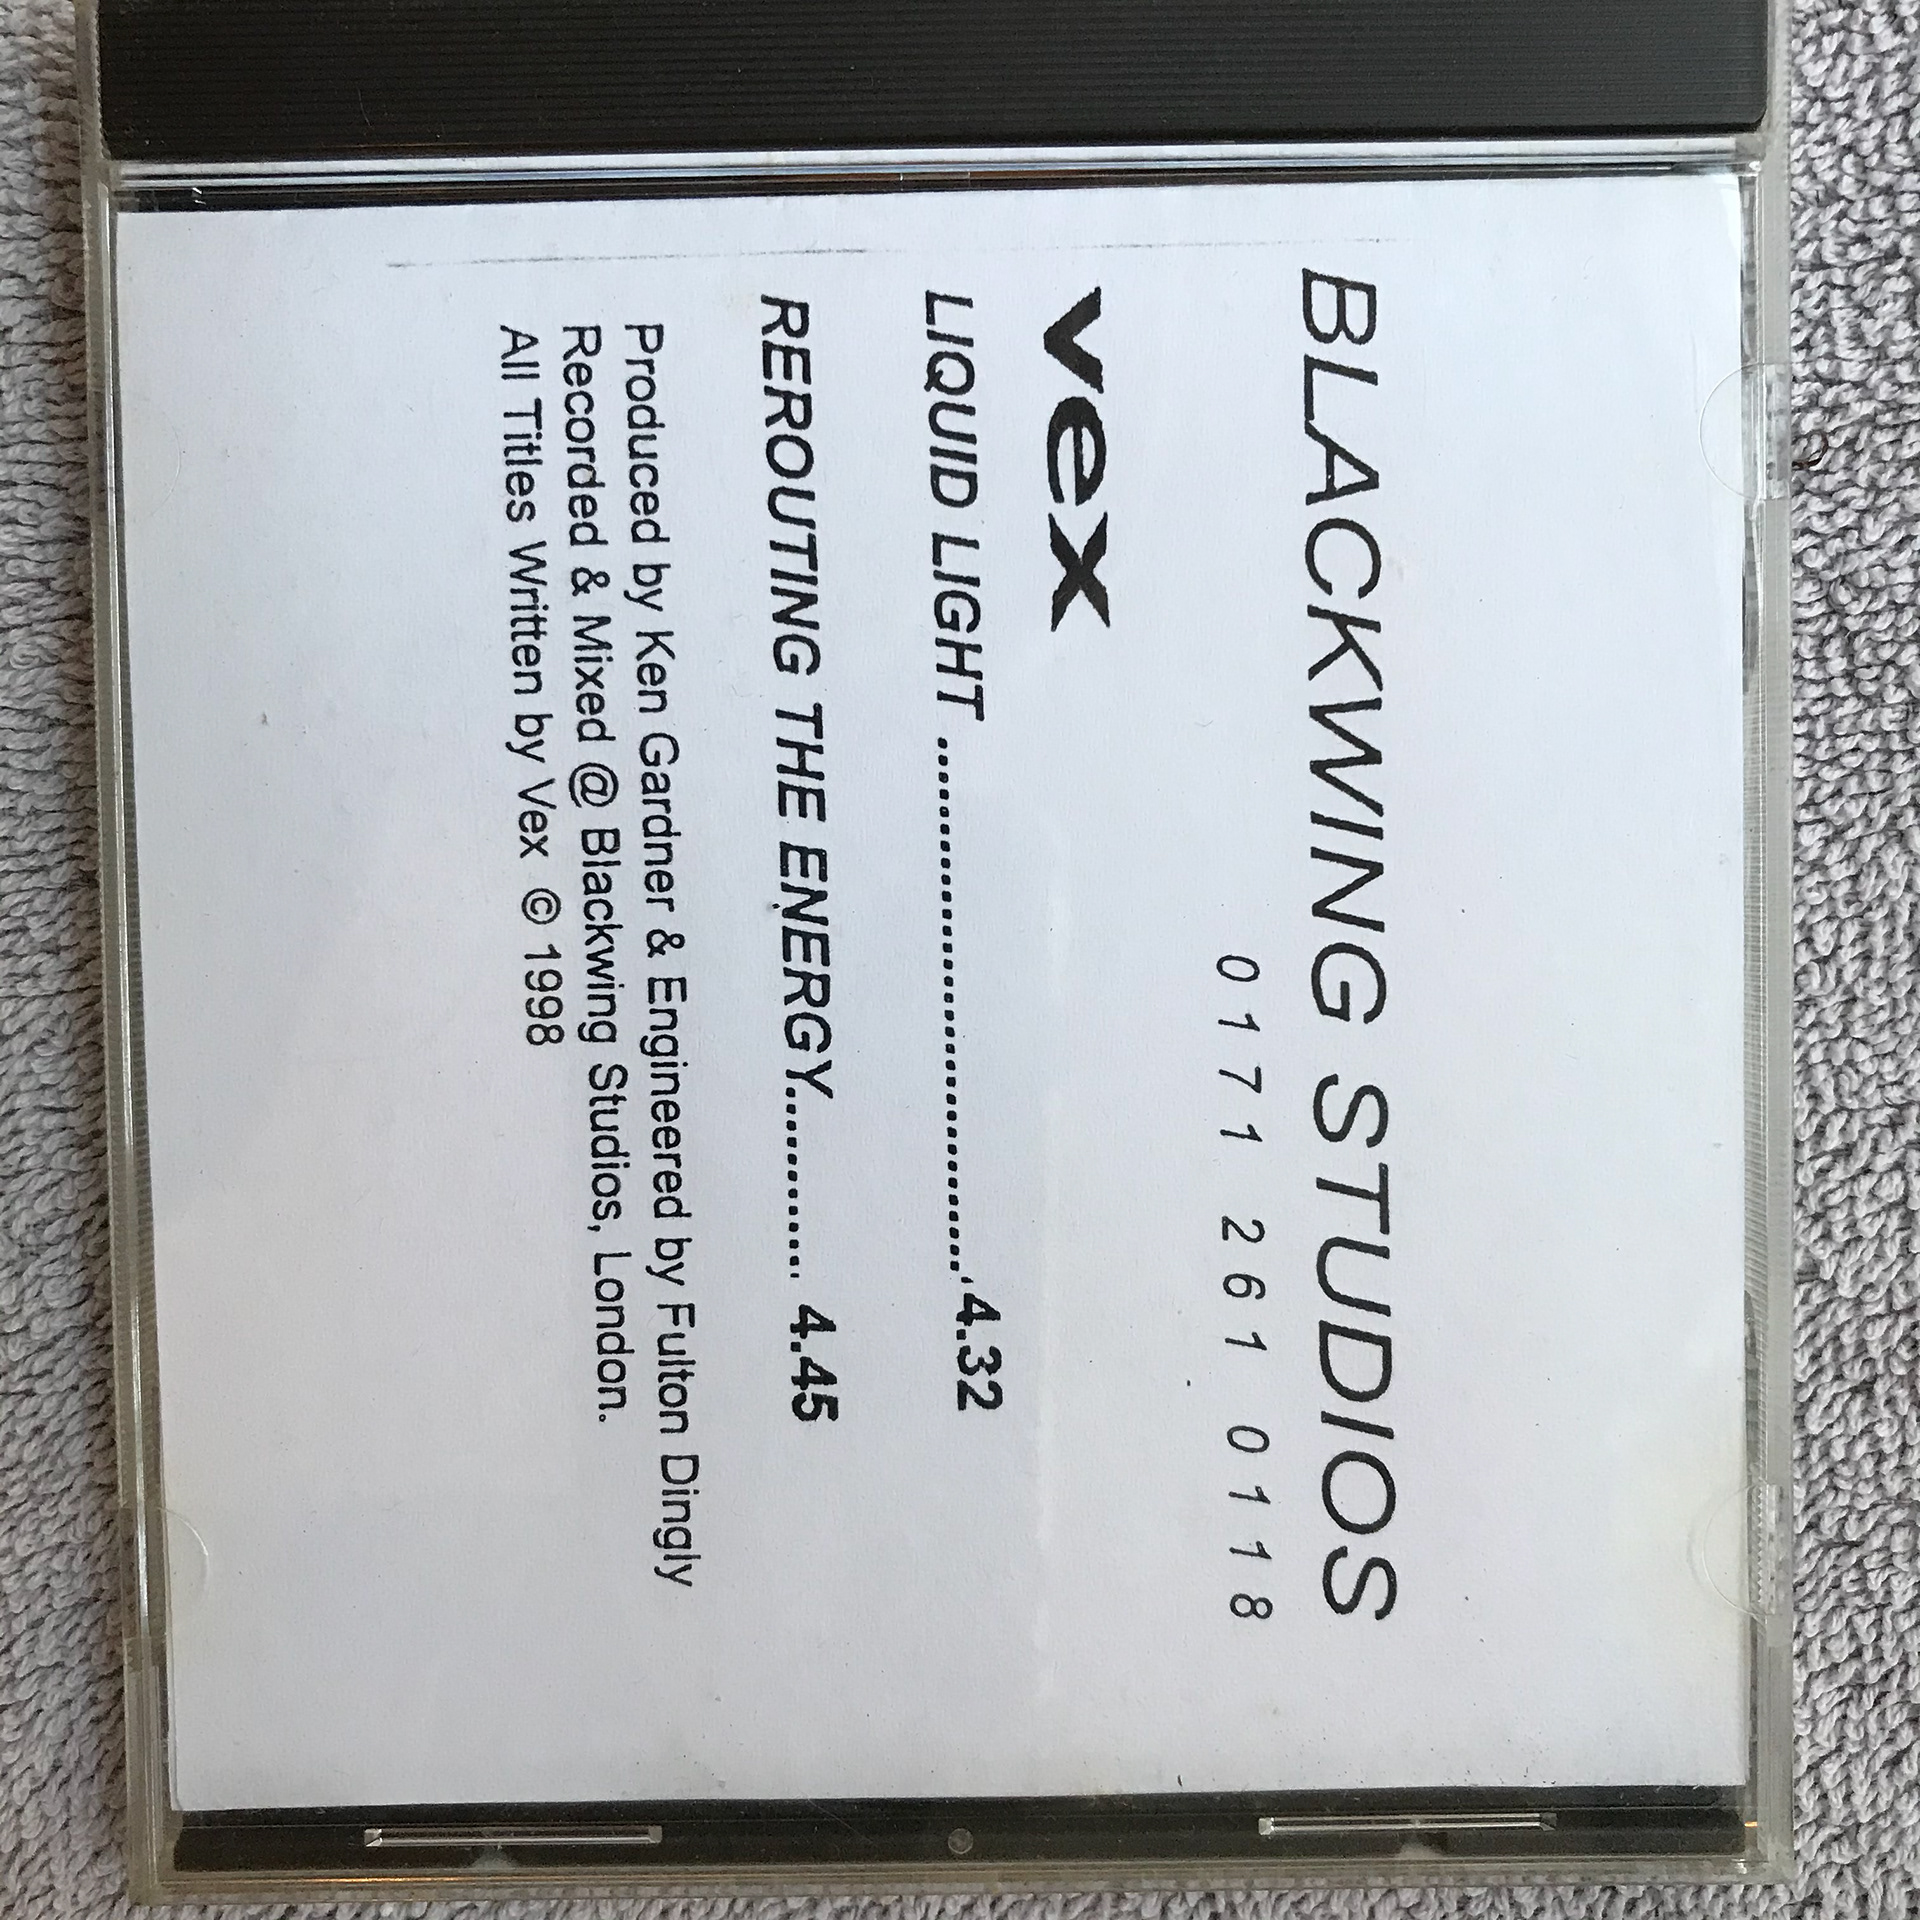 BLACKWING STUDIOS
0171 261 0118
vex
LIQUID LIGHT ........................................'4.32
REROUTING THE ENERGY............. 4.45
Produced by Ken Gardner & Engineered by Fulton Dingly
Recorded & Mixed @ Blackwing Studios, London.
All Titles Written by Vex © 1998